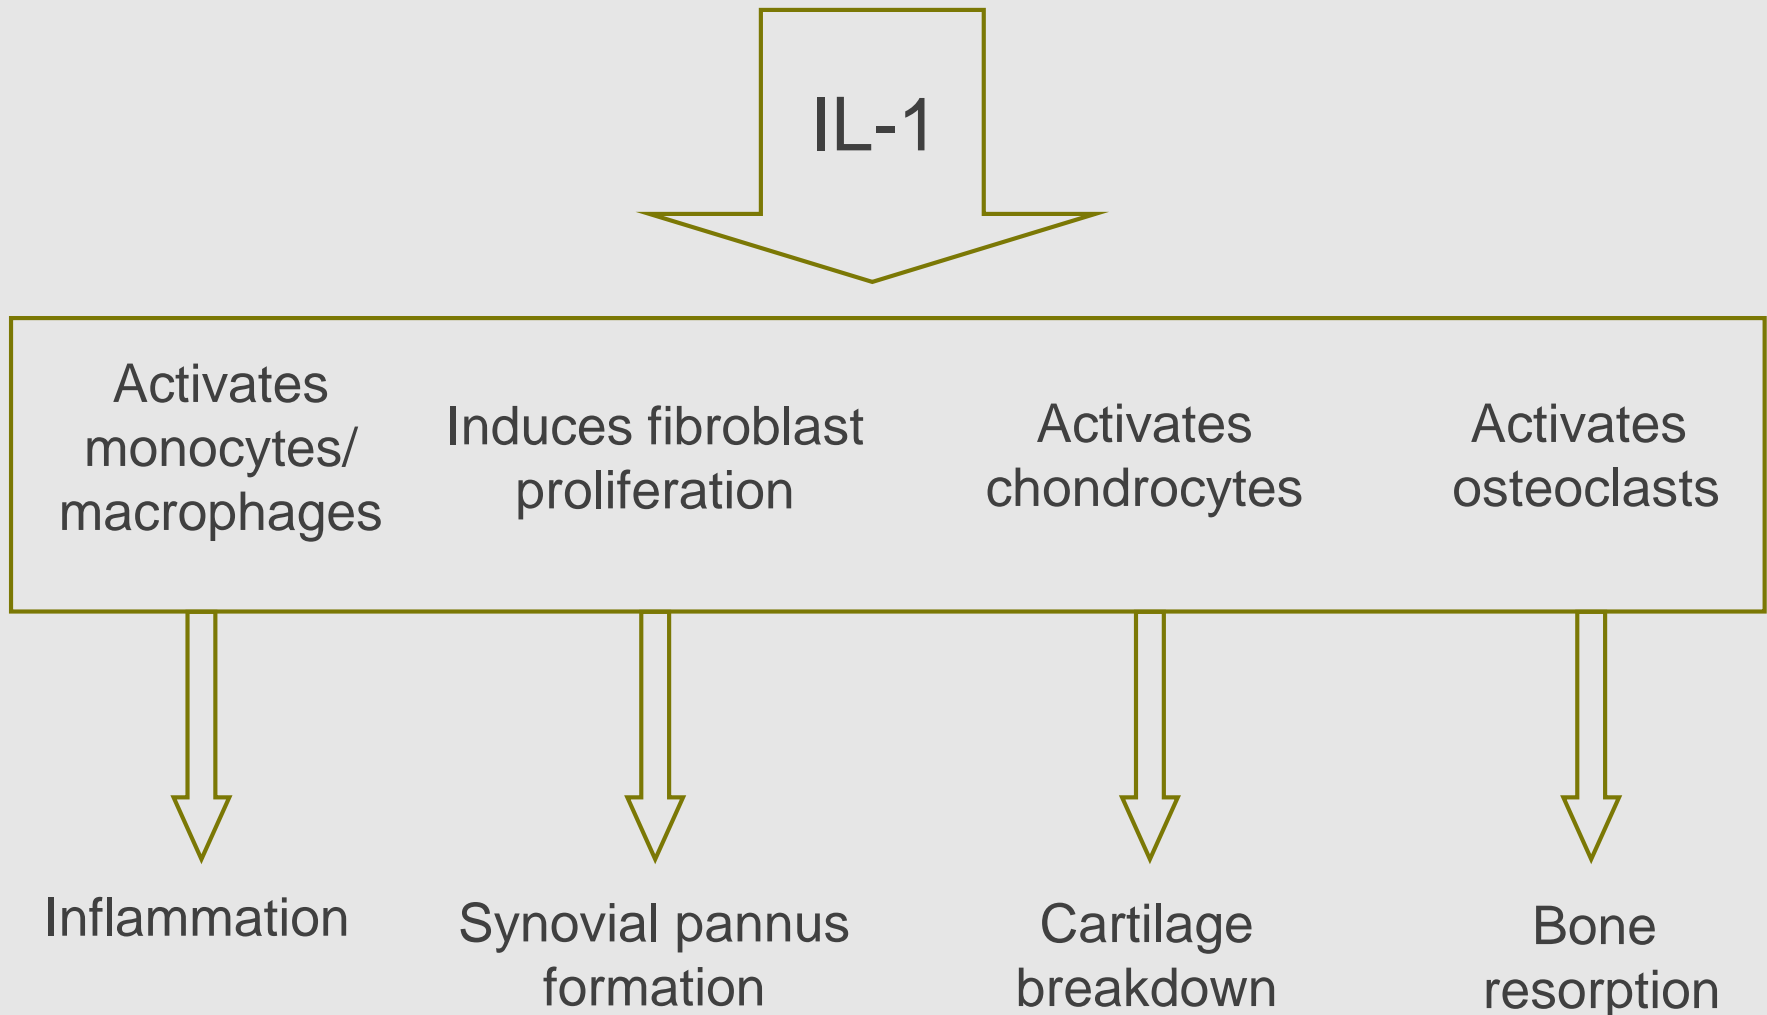 IL-1
Activates
monocytes/
macrophages
Induces fibroblast
proliferation
Activates
chondrocytes
Activates
osteoclasts
Inflammation
Synovial pannus
formation
Cartilage
breakdown
Bone
resorption